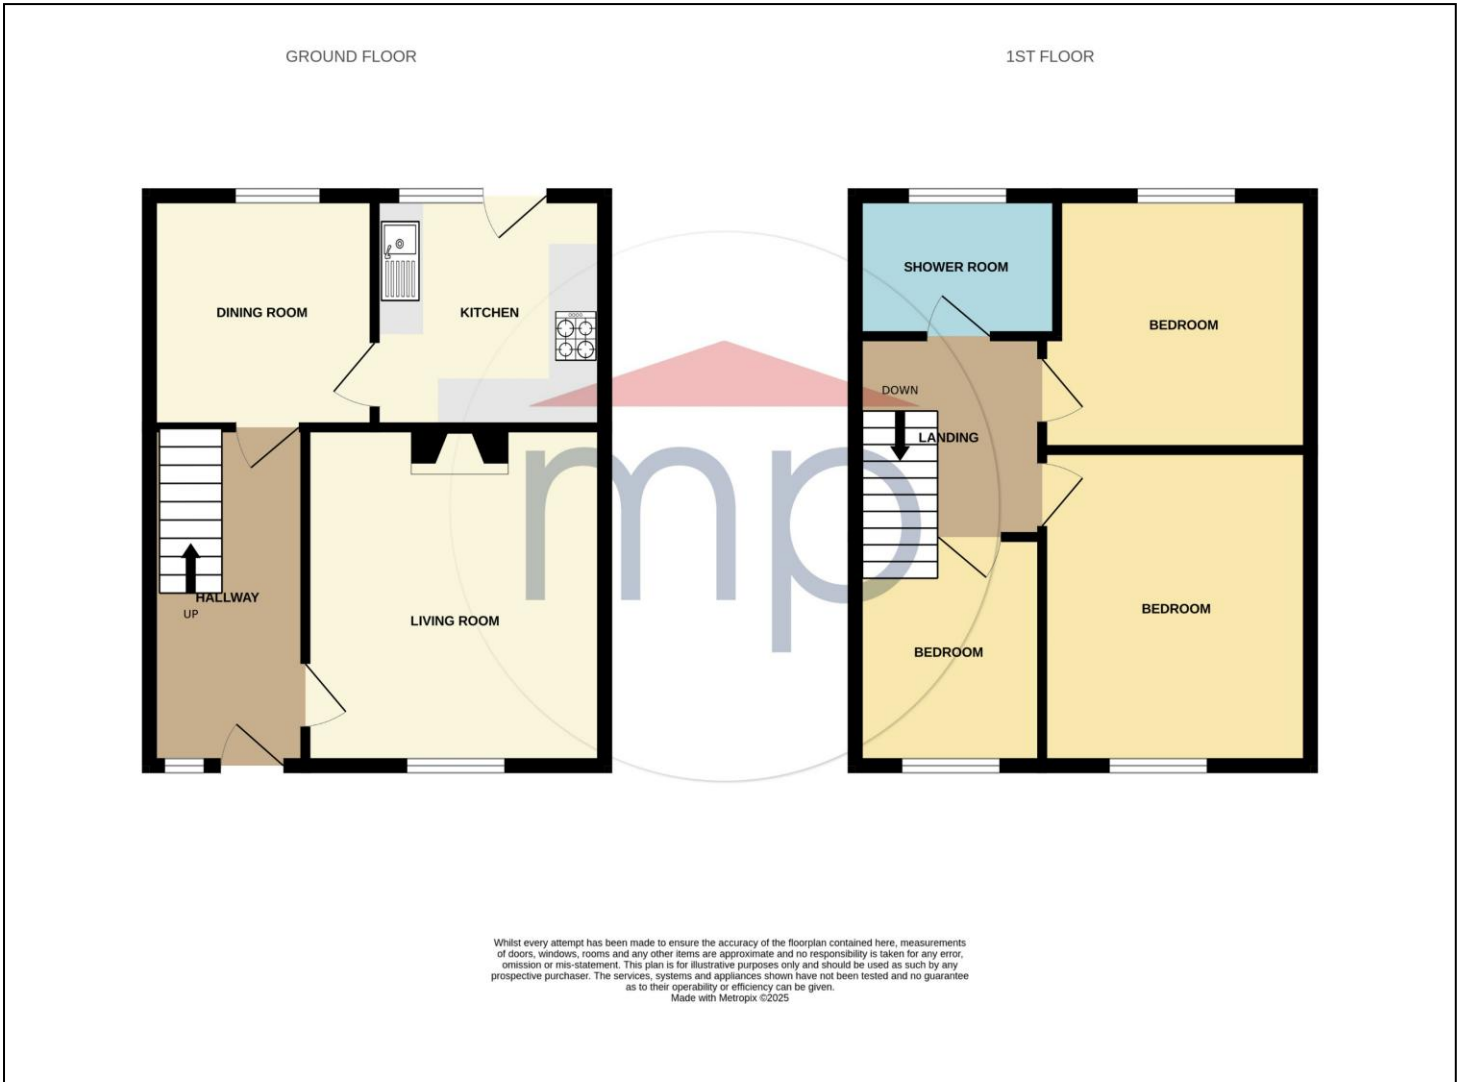 GROUND FLOOR
1ST FLOOR
DINING ROOM
KITCHEN
UP
HALLWAY
LIVING ROOM
SHOWER ROOM
BEDROOM
DOWN
LANDING
BEDROOM
BEDROOM
mp
Whilst every attempt has been made to ensure the accuracy of the floorplan contained here, measurements
of doors, windows, rooms and any other items are approximate and no responsibility is taken for any error,
omission or mis-statement. This plan is for illustrative purposes only and should be used as such by any
prospective purchaser. The services, systems and appliances shown have not been tested and no guarantee
as to their operability or efficiency can be given.
Made with Metropix ©2025